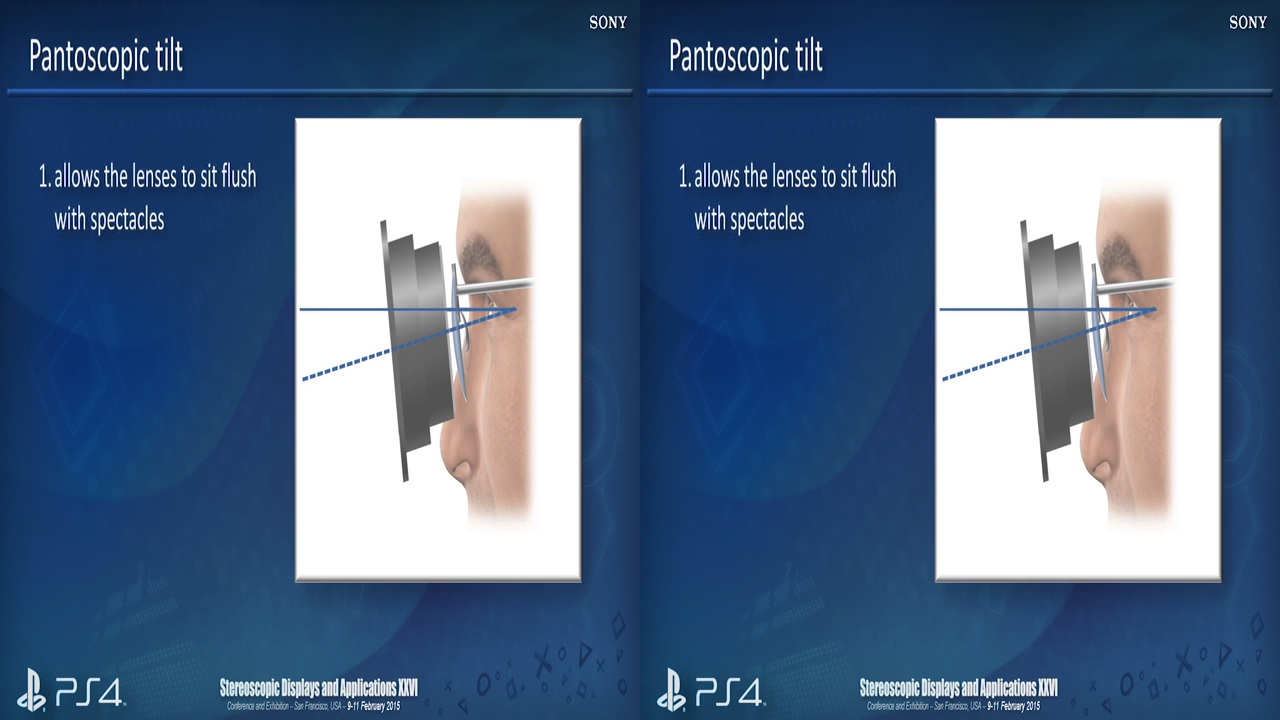 SONY
Pantoscopic tilt
1. allows the lenses to sit flush
with spectacles
PS4
Stereoscopic Displays and Applications XXVI
Conference and Exhibition – San Francisco, USA – 9-11 February 2015
SONY
Pantoscopic tilt
1. allows the lenses to sit flush
with spectacles
PS4
Stereoscopic Displays and Applications XXVI
Conference and Exhibition – San Francisco, USA – 9-11 February 2015